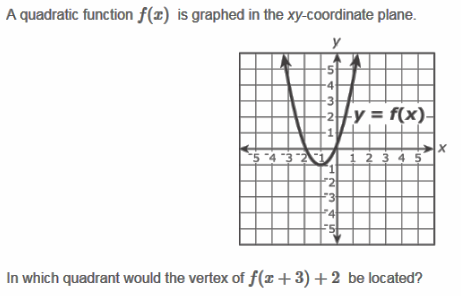 A quadratic function f(x) is graphed in the xy-coordinate plane.
y
5
4
3
2
1
y = f(x)
x
-5 -4 -3 -2 -1 1 2 3 4 5
-1
-2
-3
-4
-5
In which quadrant would the vertex of f(x + 3) + 2 be located?